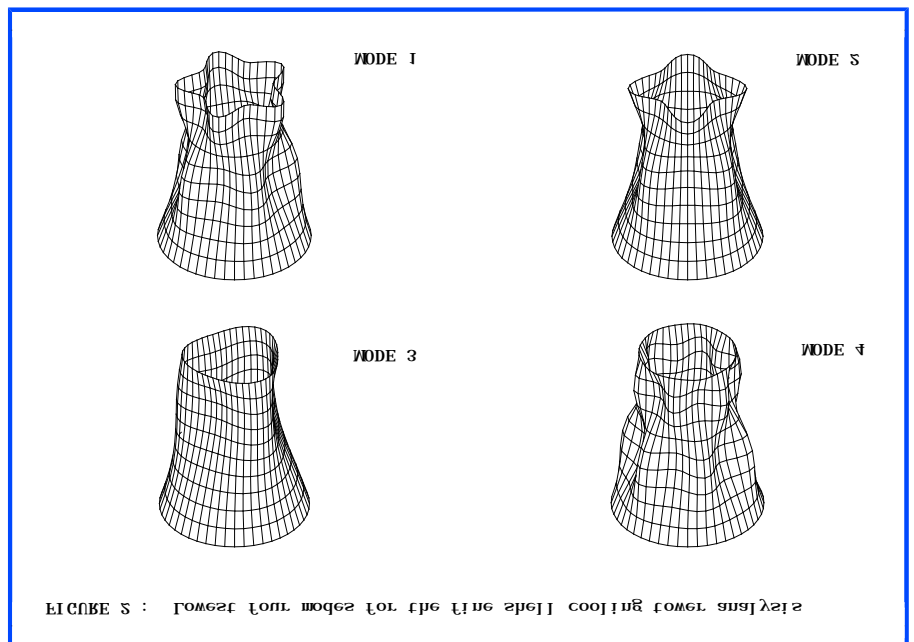 MODE 1
MODE 2
MODE 3
MODE 4
FIGURE 2 : Lowest four modes for the fine shell cooling tower analysis